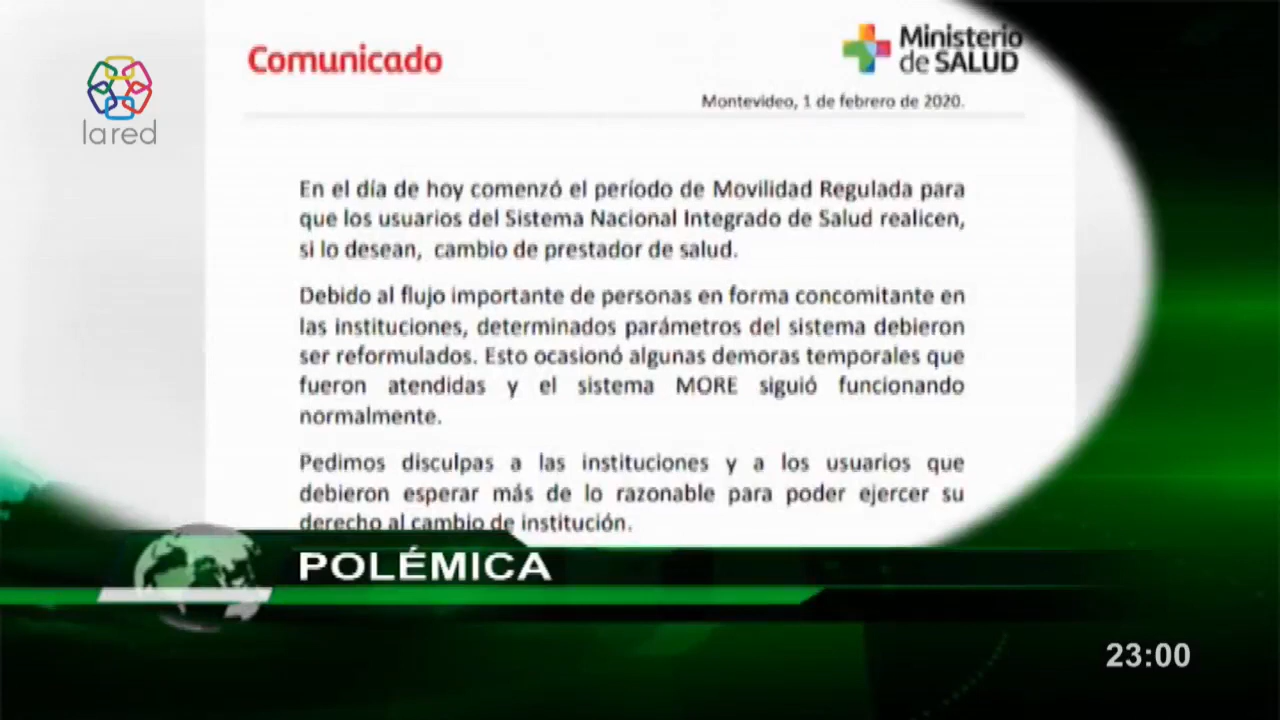 Comunicado
Ministerio
de SALUD
la red
Montevideo, 1 de febrero de 2020.
En el día de hoy comenzó el período de Movilidad Regulada para
que los usuarios del Sistema Nacional Integrado de Salud realicen,
si lo desean, cambio de prestador de salud.
Debido al flujo importante de personas en forma concomitante en
las instituciones, determinados parámetros del sistema debieron
ser reformulados. Esto ocasionó algunas demoras temporales que
fueron atendidas y el sistema MORE siguió funcionando
normalmente.
Pedimos disculpas a las instituciones y a los usuarios que
debieron esperar más de lo razonable para poder ejercer su
derecho al cambio de institución.
POLÉMICA
23:00